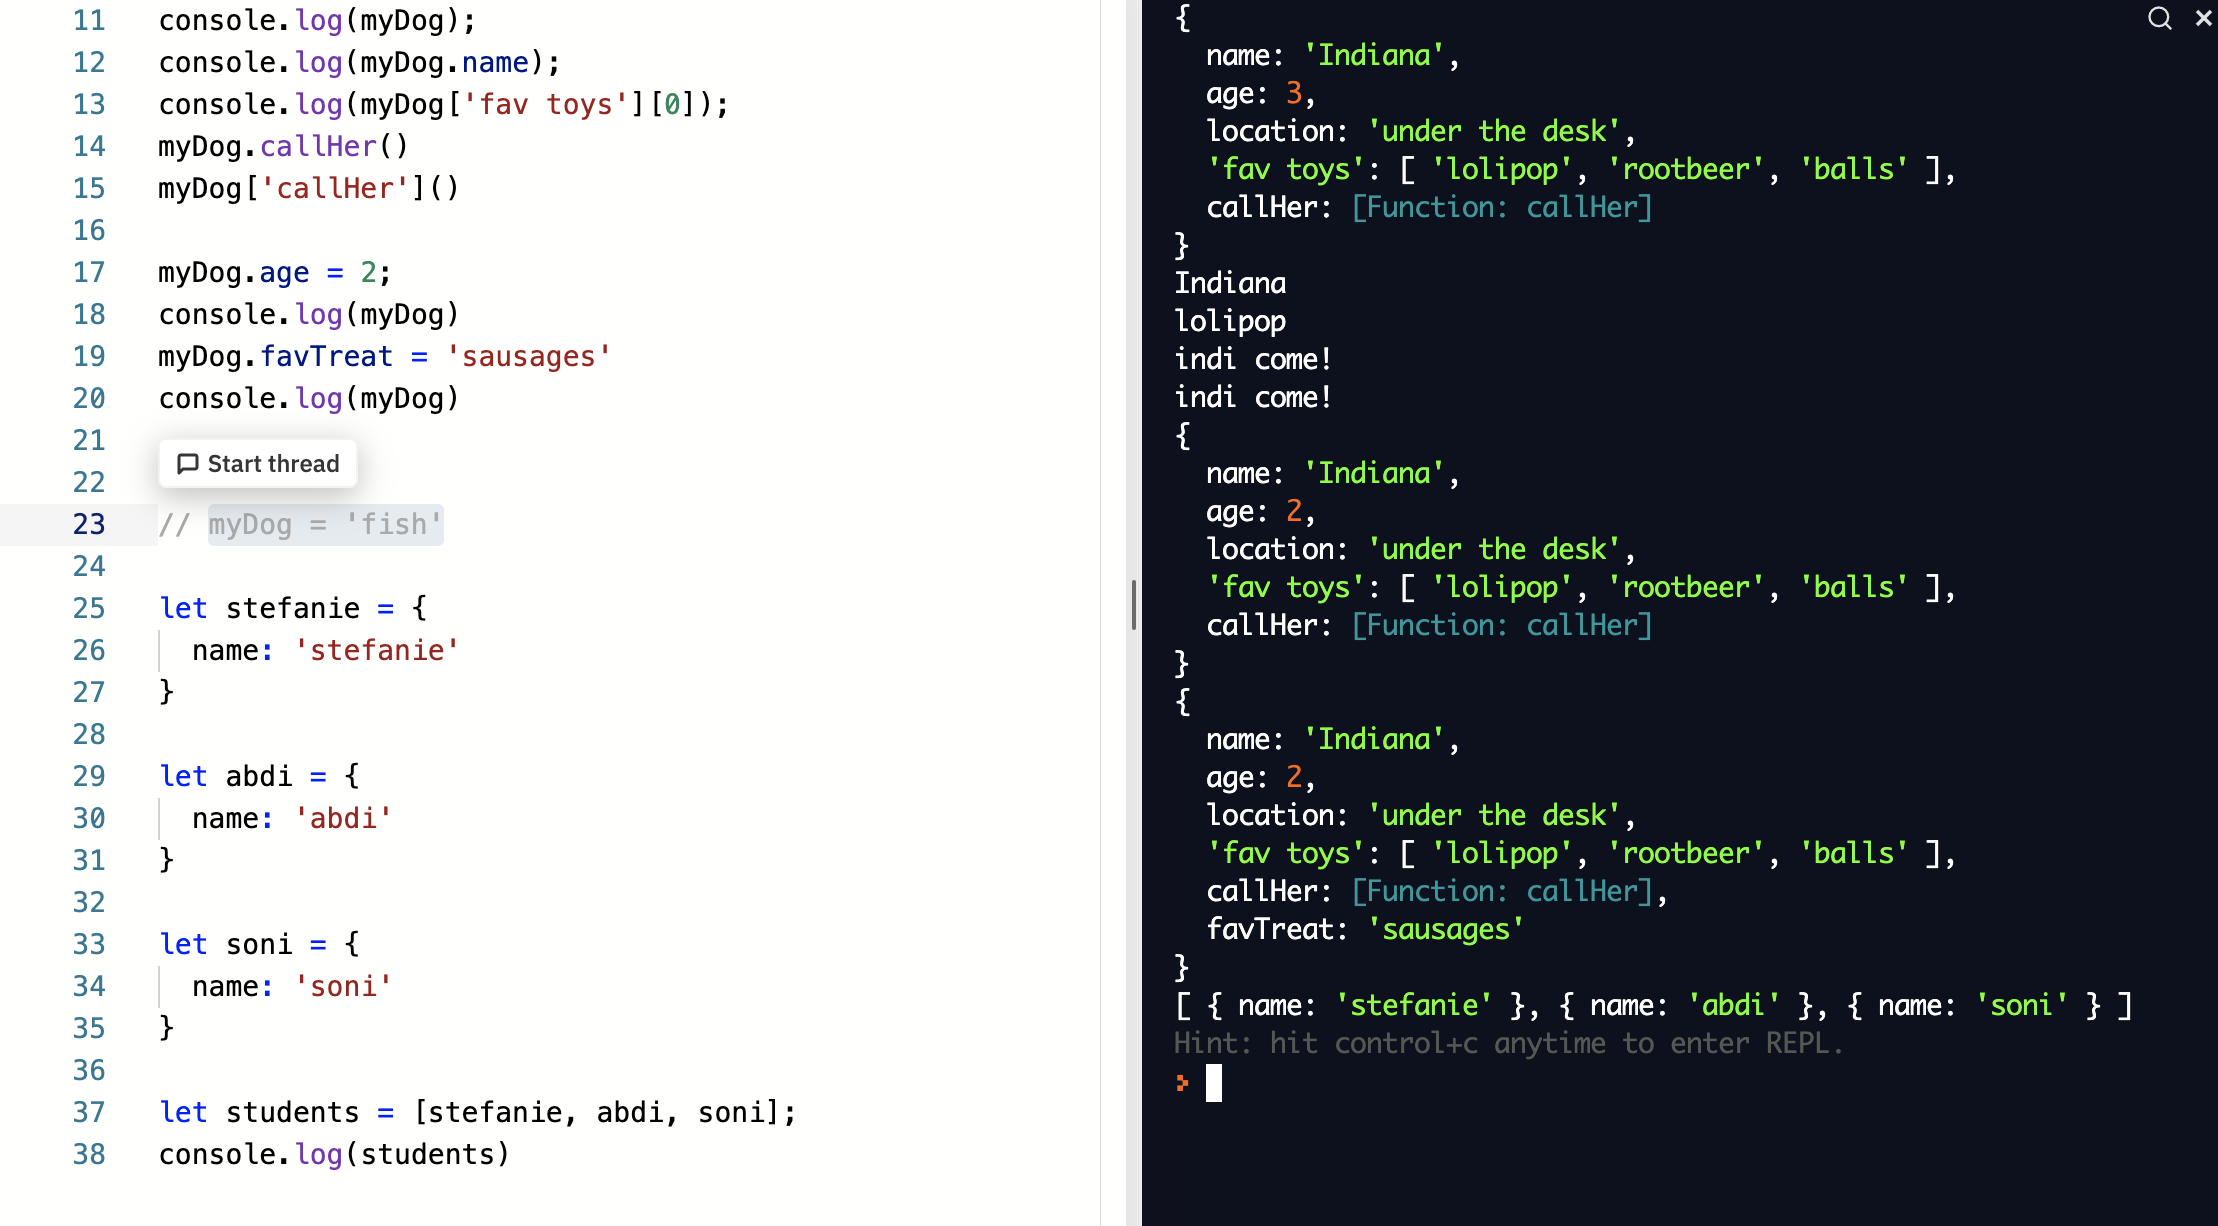 11 console.log(myDog);
12 console.log(myDog.name);
13 console.log(myDog['fav toys'][0]);
14 myDog.callHer()
15 myDog['callHer']()
16
17 myDog.age = 2;
18 console.log(myDog)
19 myDog.favTreat = 'sausages'
20 console.log(myDog)
21
Start thread
22
23 // myDog = 'fish'
24
25 let stefanie = {
26   name: 'stefanie'
27 }
28
29 let abdi = {
30   name: 'abdi'
31 }
32
33 let soni = {
34   name: 'soni'
35 }
36
37 let students = [stefanie, abdi, soni];
38 console.log(students)
{
  name: 'Indiana',
  age: 3,
  location: 'under the desk',
  'fav toys': [ 'lolipop', 'rootbeer', 'balls' ],
  callHer: [Function: callHer]
}
Indiana
lolipop
indi come!
indi come!
{
  name: 'Indiana',
  age: 2,
  location: 'under the desk',
  'fav toys': [ 'lolipop', 'rootbeer', 'balls' ],
  callHer: [Function: callHer]
}
{
  name: 'Indiana',
  age: 2,
  location: 'under the desk',
  'fav toys': [ 'lolipop', 'rootbeer', 'balls' ],
  callHer: [Function: callHer],
  favTreat: 'sausages'
}
[ { name: 'stefanie' }, { name: 'abdi' }, { name: 'soni' } ]
Hint: hit control+c anytime to enter REPL.